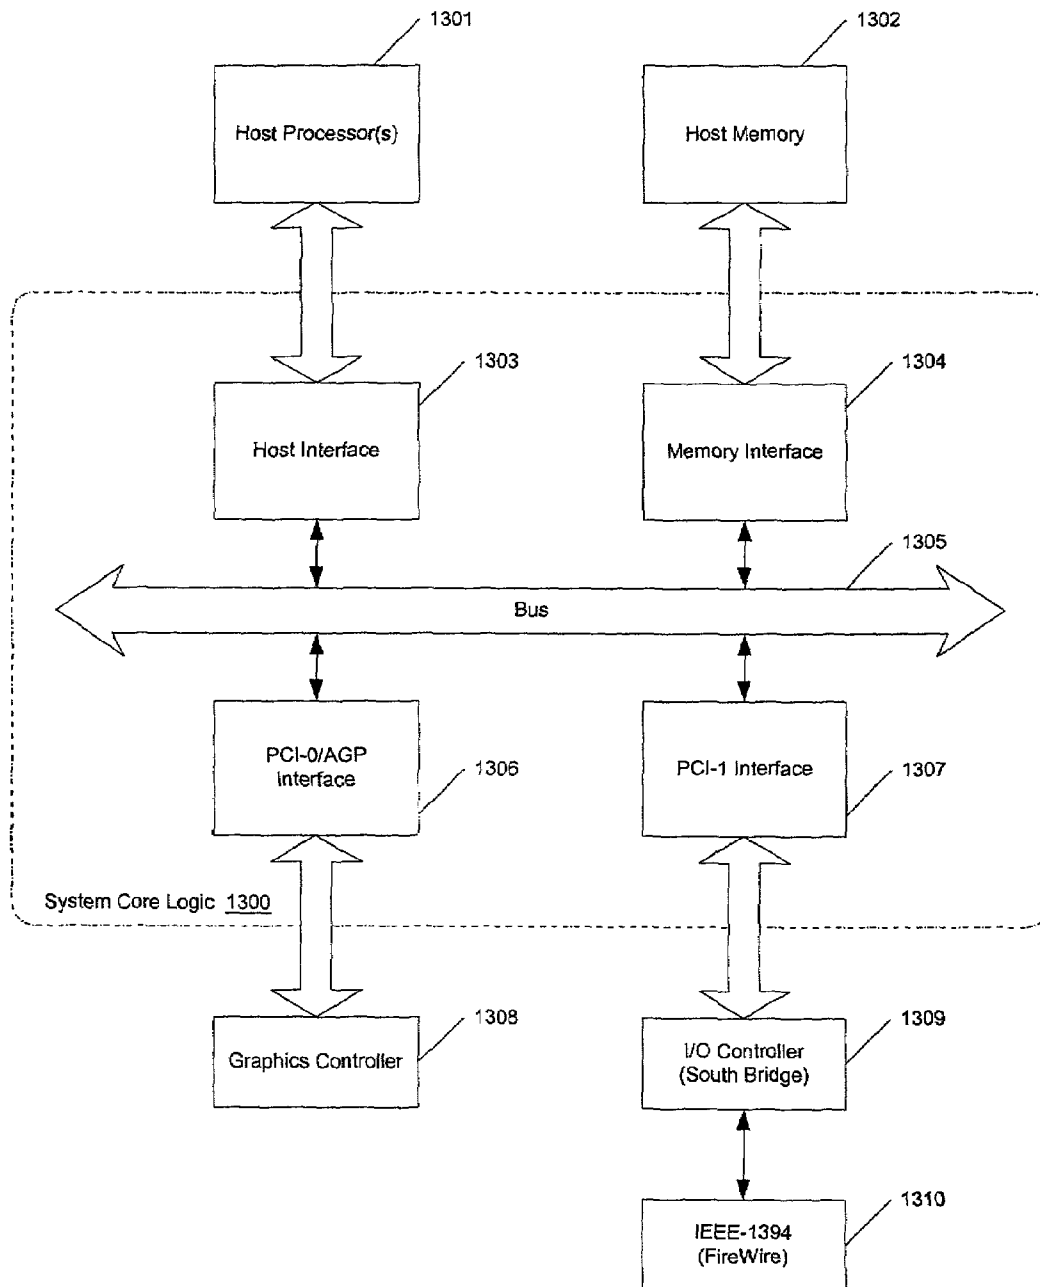 1301
1302
Host Processor(s)
Host Memory
1303
1304
Host Interface
Memory Interface
1305
Bus
PCI-0/AGP
Interface
1306
PCI-1 Interface
1307
System Core Logic 1300
1308
Graphics Controller
1309
I/O Controller
(South Bridge)
1310
IEEE-1394
(FireWire)